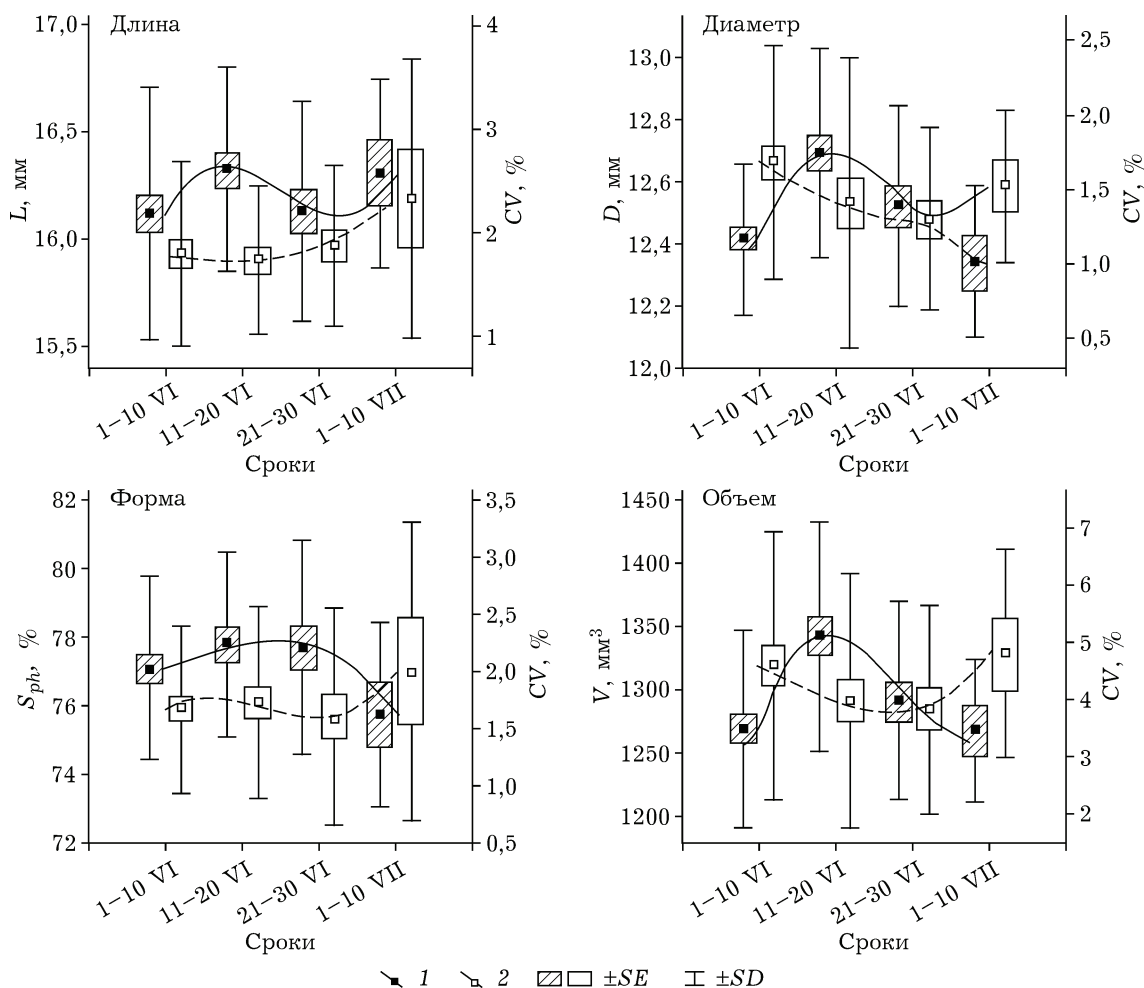 Длина
17,0
16,5
16,0
15,5
L, мм
4
3
2
1
CV, %
1–10 VI
11–20 VI
21–30 VI
1–10 VII
Сроки
Диаметр
13,0
12,8
12,6
12,4
12,2
12,0
D, мм
2,5
2,0
1,5
1,0
0,5
CV, %
1–10 VI
11–20 VI
21–30 VI
1–10 VII
Сроки
Форма
82
80
78
76
74
72
Sph, %
3,5
3,0
2,5
2,0
1,5
1,0
0,5
CV, %
1–10 VI
11–20 VI
21–30 VI
1–10 VII
Сроки
Объем
1450
1400
1350
1300
1250
1200
V, мм3
7
6
5
4
3
2
CV, %
1–10 VI
11–20 VI
21–30 VI
1–10 VII
Сроки
1 2 ±SE ±SD